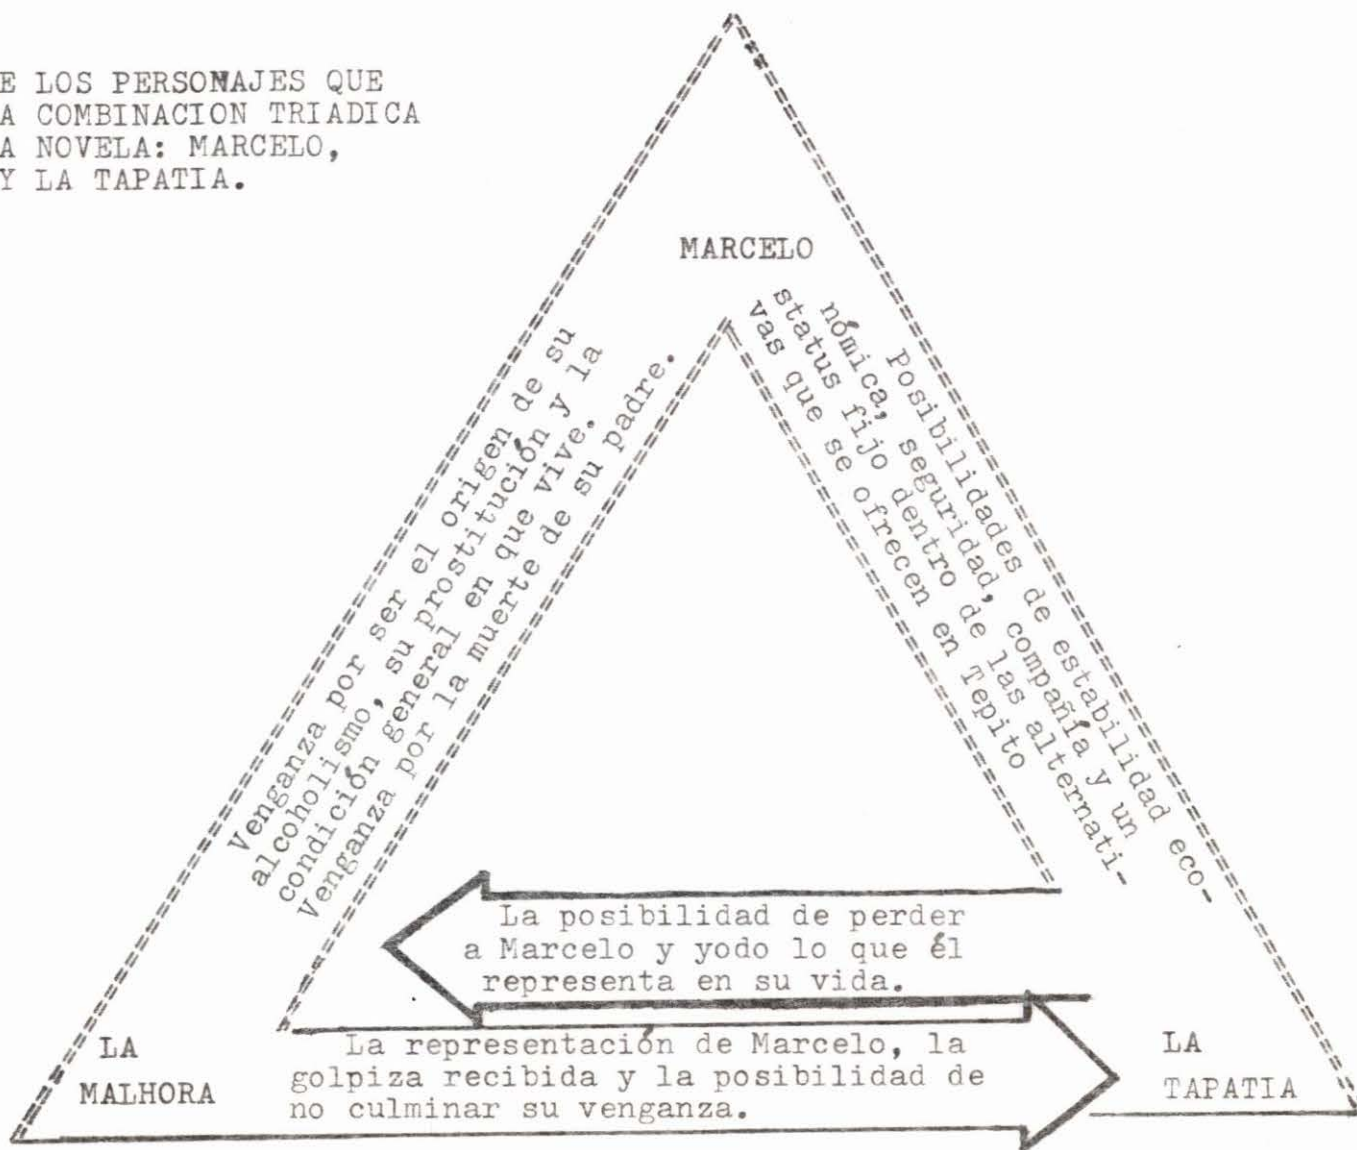 E LOS PERSONAJES QUE
A COMBINACION TRIADICA
A NOVELA: MARCELO,
Y LA TAPATIA.
MARCELO
Venganza por ser el origen de su
alcoholismo, su prostitución y la
condición general en que vive.
Venganza por la muerte de su padre.
Posibilidades de estabilidad eco-
nómica, seguridad, compañía y un
status fijo dentro de las alternati-
vas que se ofrecen en Tepito
La posibilidad de perder
a Marcelo y yodo lo que él
representa en su vida.
La representación de Marcelo, la
golpiza recibida y la posibilidad de
no culminar su venganza.
LA
MALHORA
LA
TAPATIA